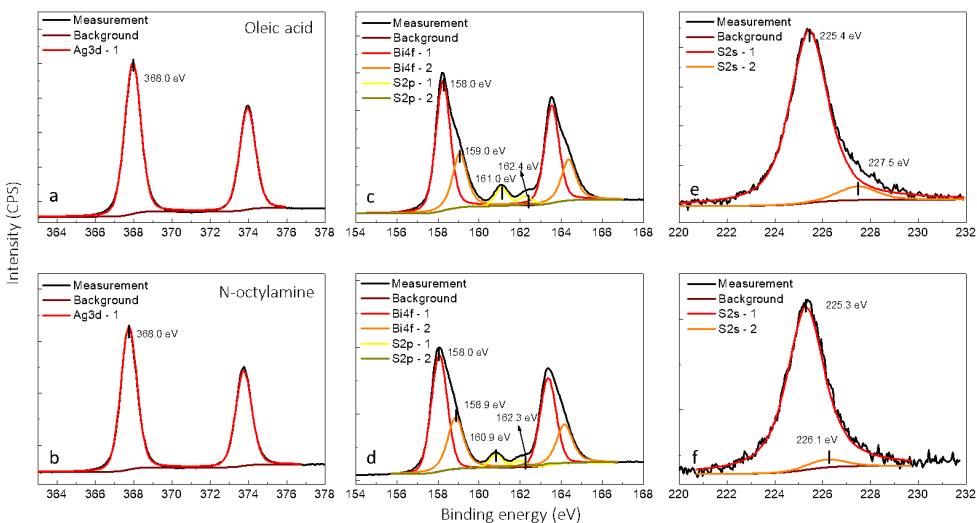 Intensity (CPS)
Oleic acid
Measurement
Background
Ag3d - 1
368.0 eV
a
364 366 368 370 372 374 376 378
Measurement
Background
Bi4f - 1
Bi4f - 2
S2p - 1
S2p - 2
158.0 eV
159.0 eV
161.0 eV
162.4 eV
c
154 156 158 160 162 164 166 168
Measurement
Background
S2s - 1
S2s - 2
225.4 eV
227.5 eV
e
220 222 224 226 228 230 232
N-octylamine
Measurement
Background
Ag3d - 1
368.0 eV
b
364 366 368 370 372 374 376 378
Measurement
Background
Bi4f - 1
Bi4f - 2
S2p - 1
S2p - 2
158.0 eV
158.9 eV
160.9 eV
162.3 eV
d
154 156 158 160 162 164 166 168
Measurement
Background
S2s - 1
S2s - 2
225.3 eV
226.1 eV
f
220 222 224 226 228 230 232
Binding energy (eV)